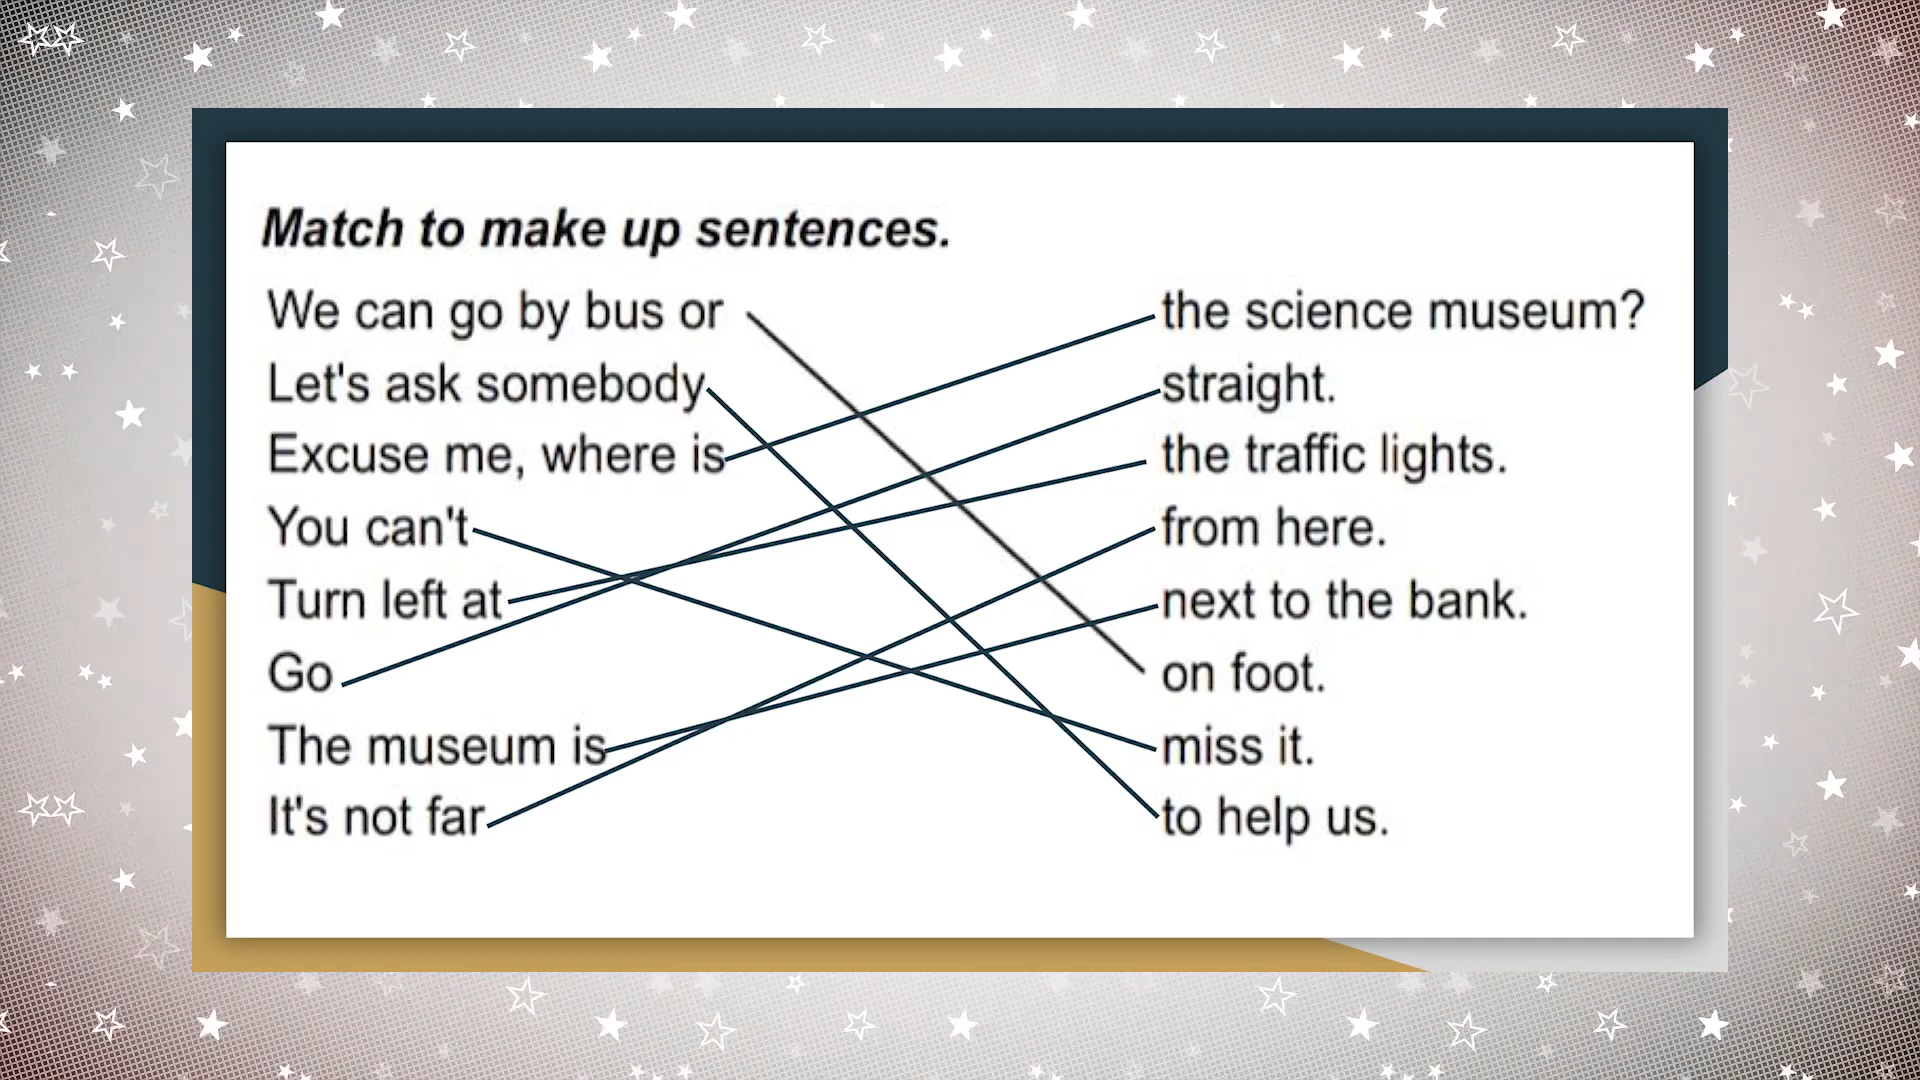 Match to make up sentences.
We can go by bus or
the science museum?
Let's ask somebody
straight.
Excuse me, where is
the traffic lights.
You can't
from here.
Turn left at
next to the bank.
Go
on foot.
The museum is
miss it.
It's not far
to help us.